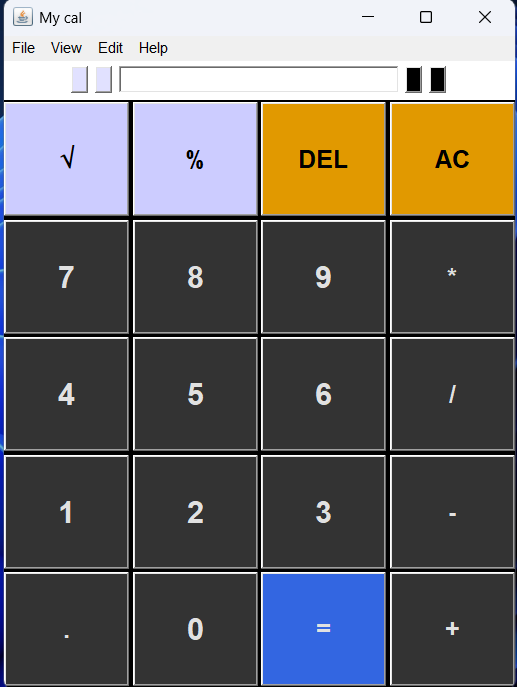 My cal
File View Edit Help
√ % DEL AC
7 8 9 *
4 5 6 /
1 2 3 -
. 0 = +